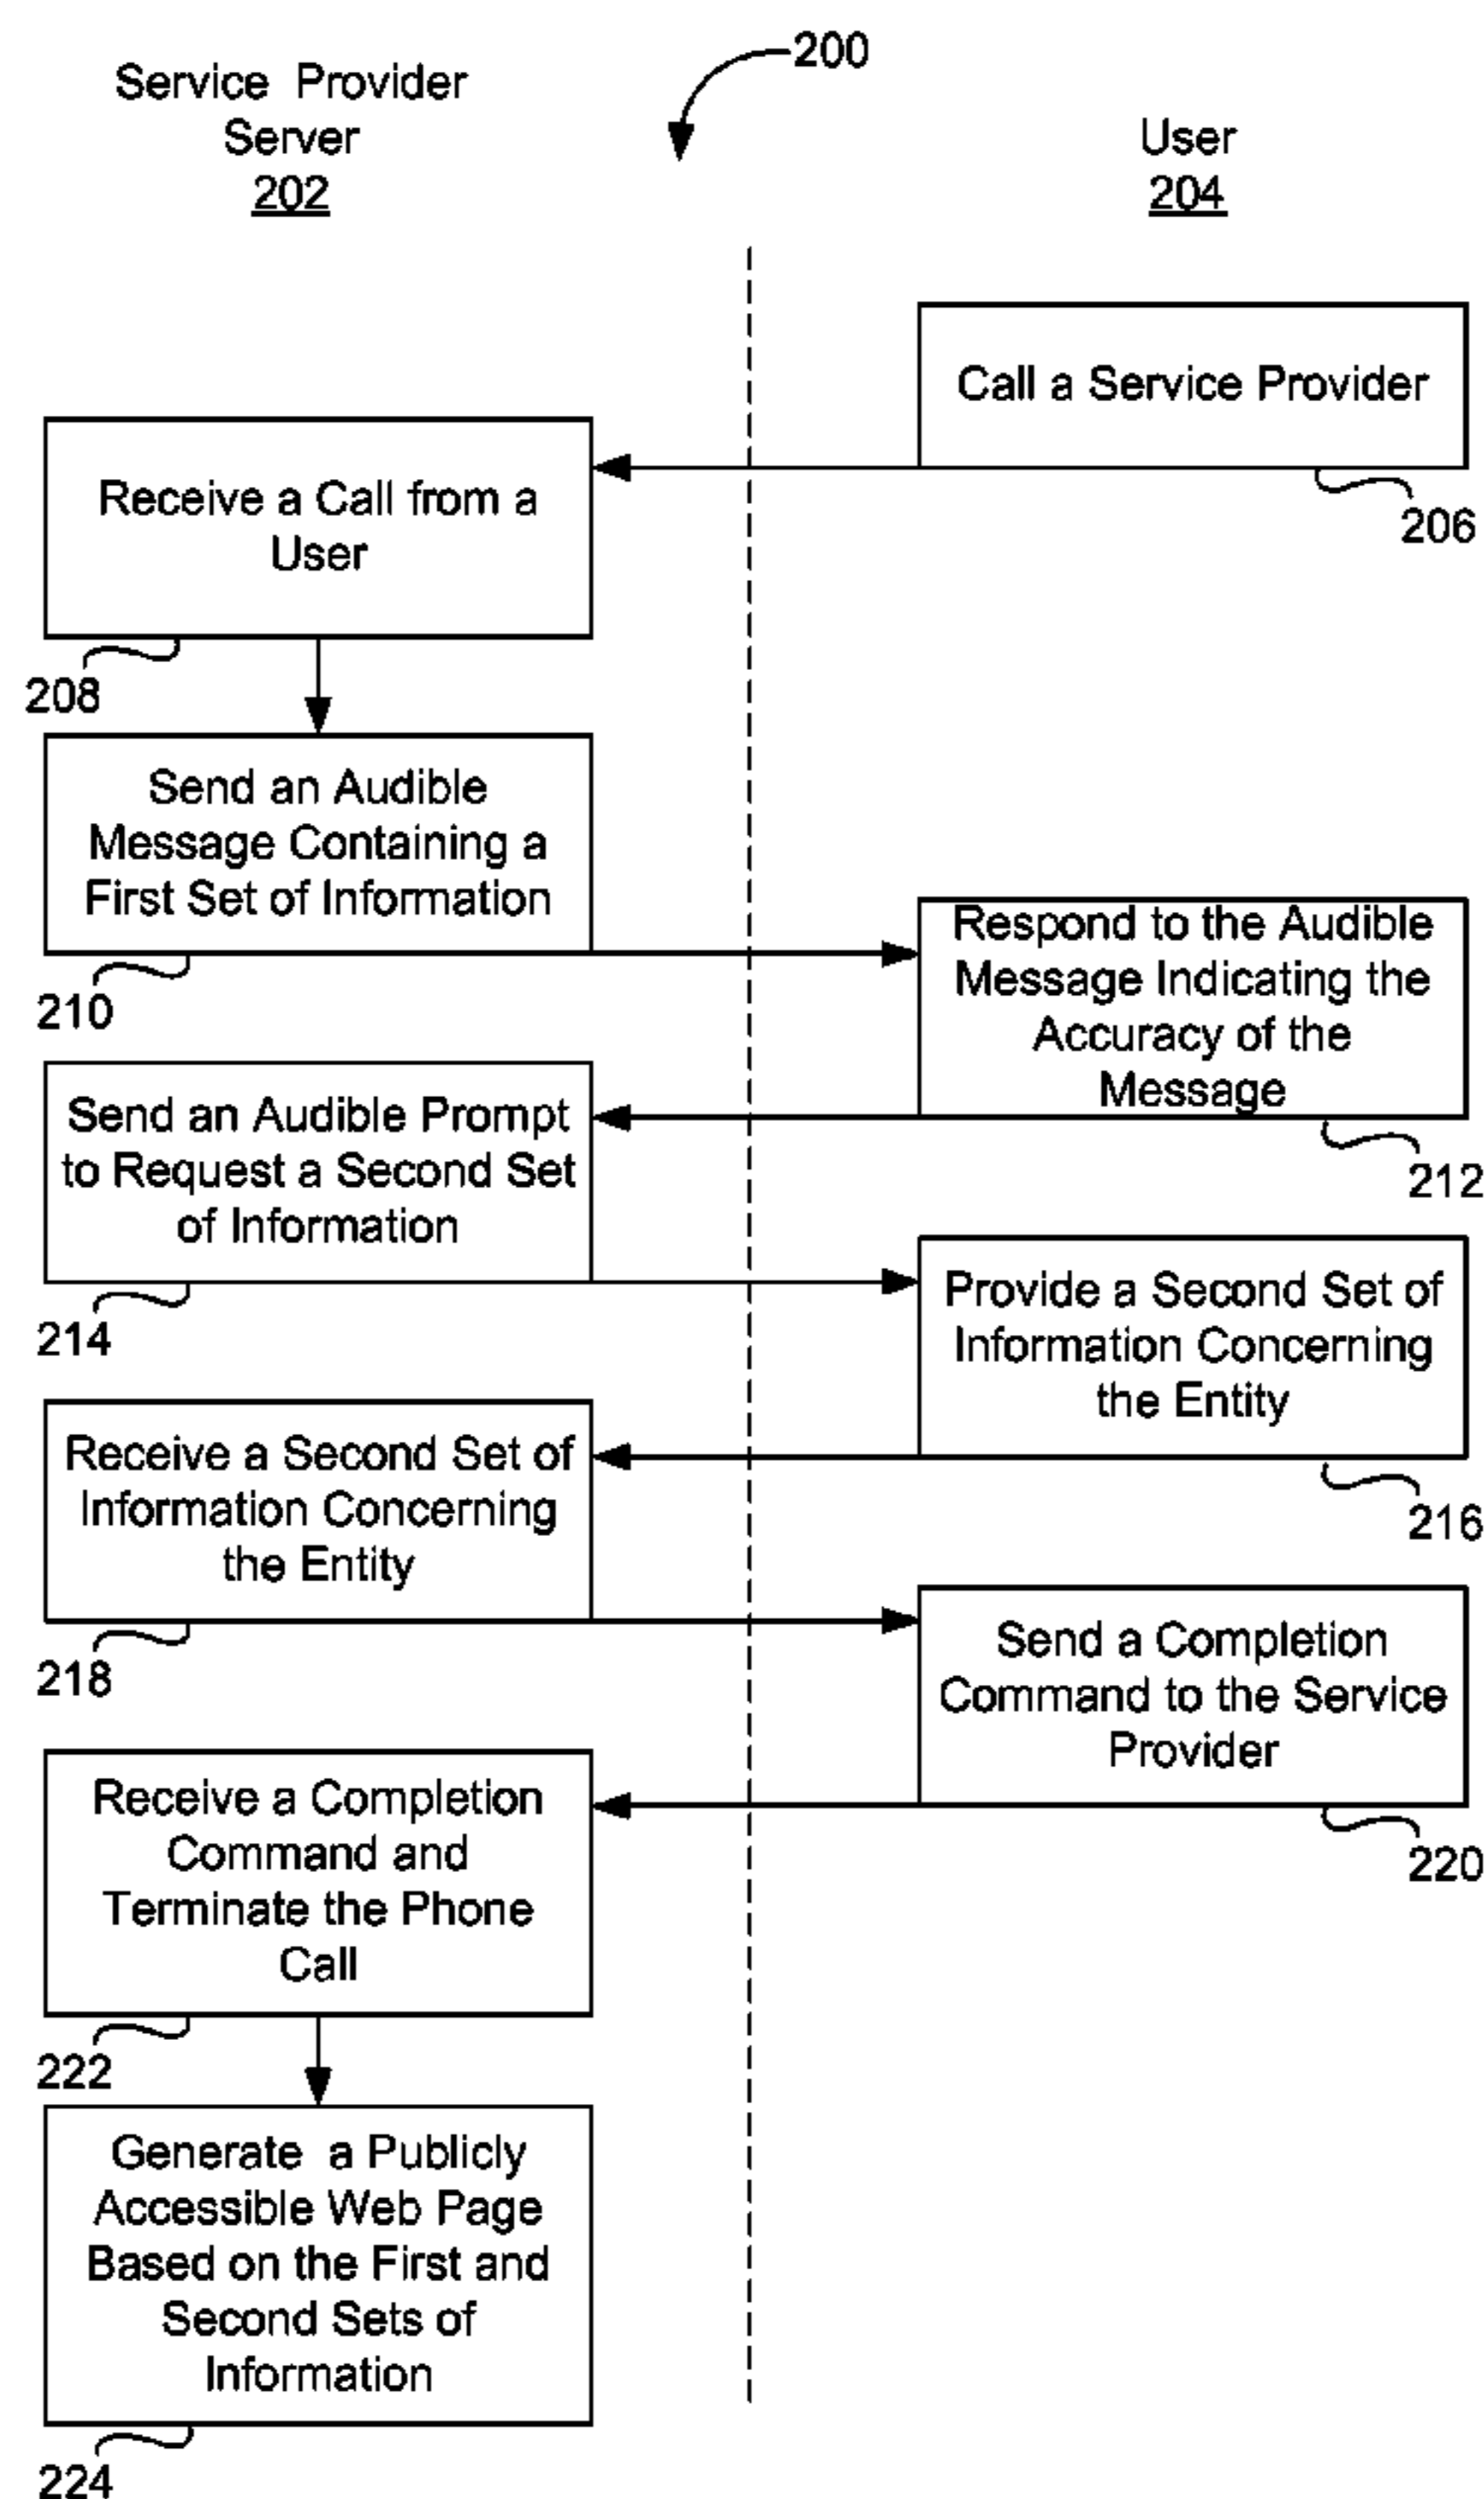 200
Service Provider
Server
202
User
204
Call a Service Provider
206
Receive a Call from a
User
208
Send an Audible
Message Containing a
First Set of Information
210
Respond to the Audible
Message Indicating the
Accuracy of the
Message
212
Send an Audible Prompt
to Request a Second Set
of Information
214
Provide a Second Set of
Information Concerning
the Entity
216
Receive a Second Set of
Information Concerning
the Entity
218
Send a Completion
Command to the Service
Provider
220
Receive a Completion
Command and
Terminate the Phone
Call
222
Generate a Publicly
Accessible Web Page
Based on the First and
Second Sets of
Information
224